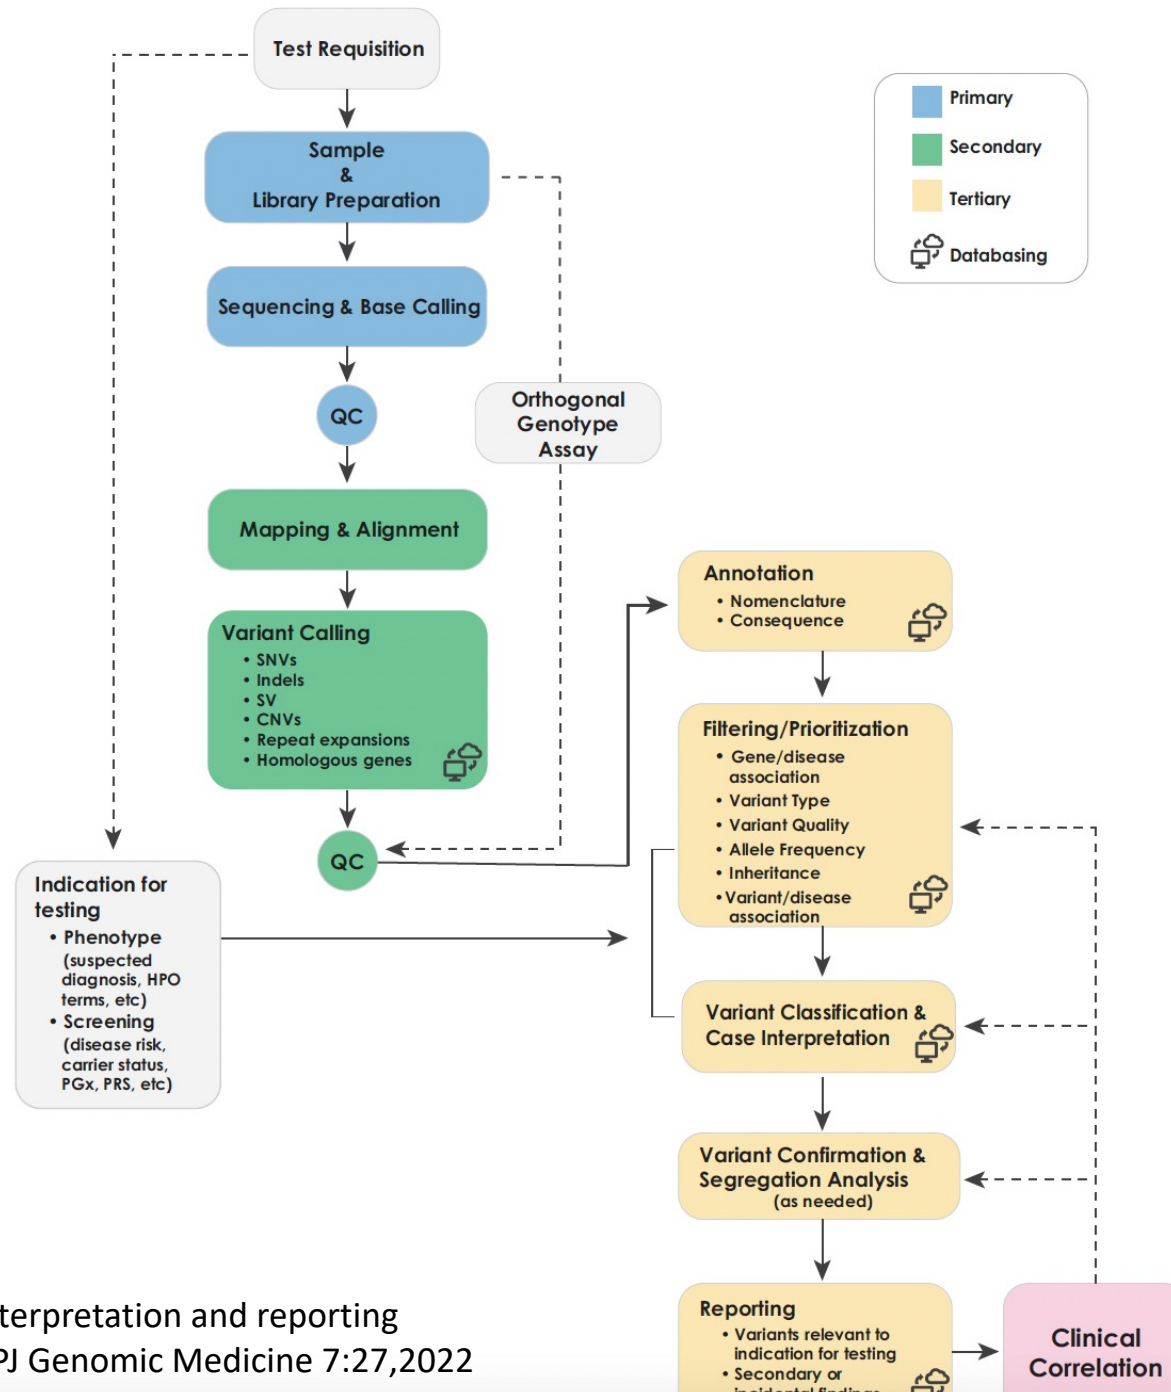 Test Requisition
Primary
Secondary
Tertiary
Databasing
Sample
&
Library Preparation
Sequencing & Base Calling
QC
Orthogonal
Genotype
Assay
Mapping & Alignment
Variant Calling
• SNVs
• Indels
• SV
• CNVs
• Repeat expansions
• Homologous genes
QC
Indication for
testing
• Phenotype
(suspected
diagnosis, HPO
terms, etc)
• Screening
(disease risk,
carrier status,
PGx, PRS, etc)
Annotation
• Nomenclature
• Consequence
Filtering/Prioritization
• Gene/disease
association
• Variant Type
• Variant Quality
• Allele Frequency
• Inheritance
• Variant/disease
association
Variant Classification &
Case Interpretation
Variant Confirmation &
Segregation Analysis
(as needed)
Reporting
• Variants relevant to
indication for testing
• Secondary or
incidental findings
Clinical
Correlation
terpretation and reporting
PJ Genomic Medicine 7:27,2022